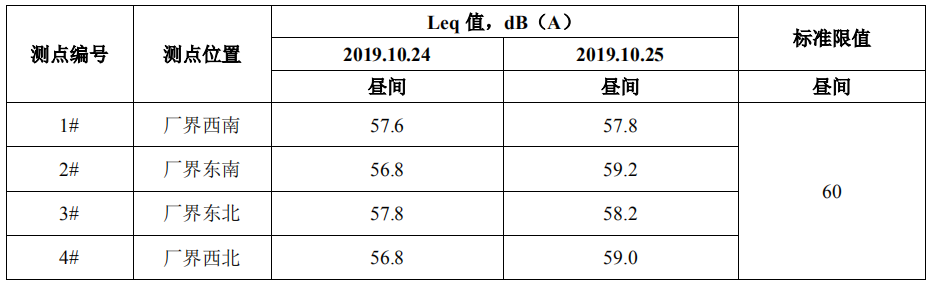 测点编号 测点位置 Leq 值，dB（A） 标准限值
2019.10.24 2019.10.25
昼间 昼间 昼间
1# 厂界西南 57.6 57.8 60
2# 厂界东南 56.8 59.2
3# 厂界东北 57.8 58.2
4# 厂界西北 56.8 59.0